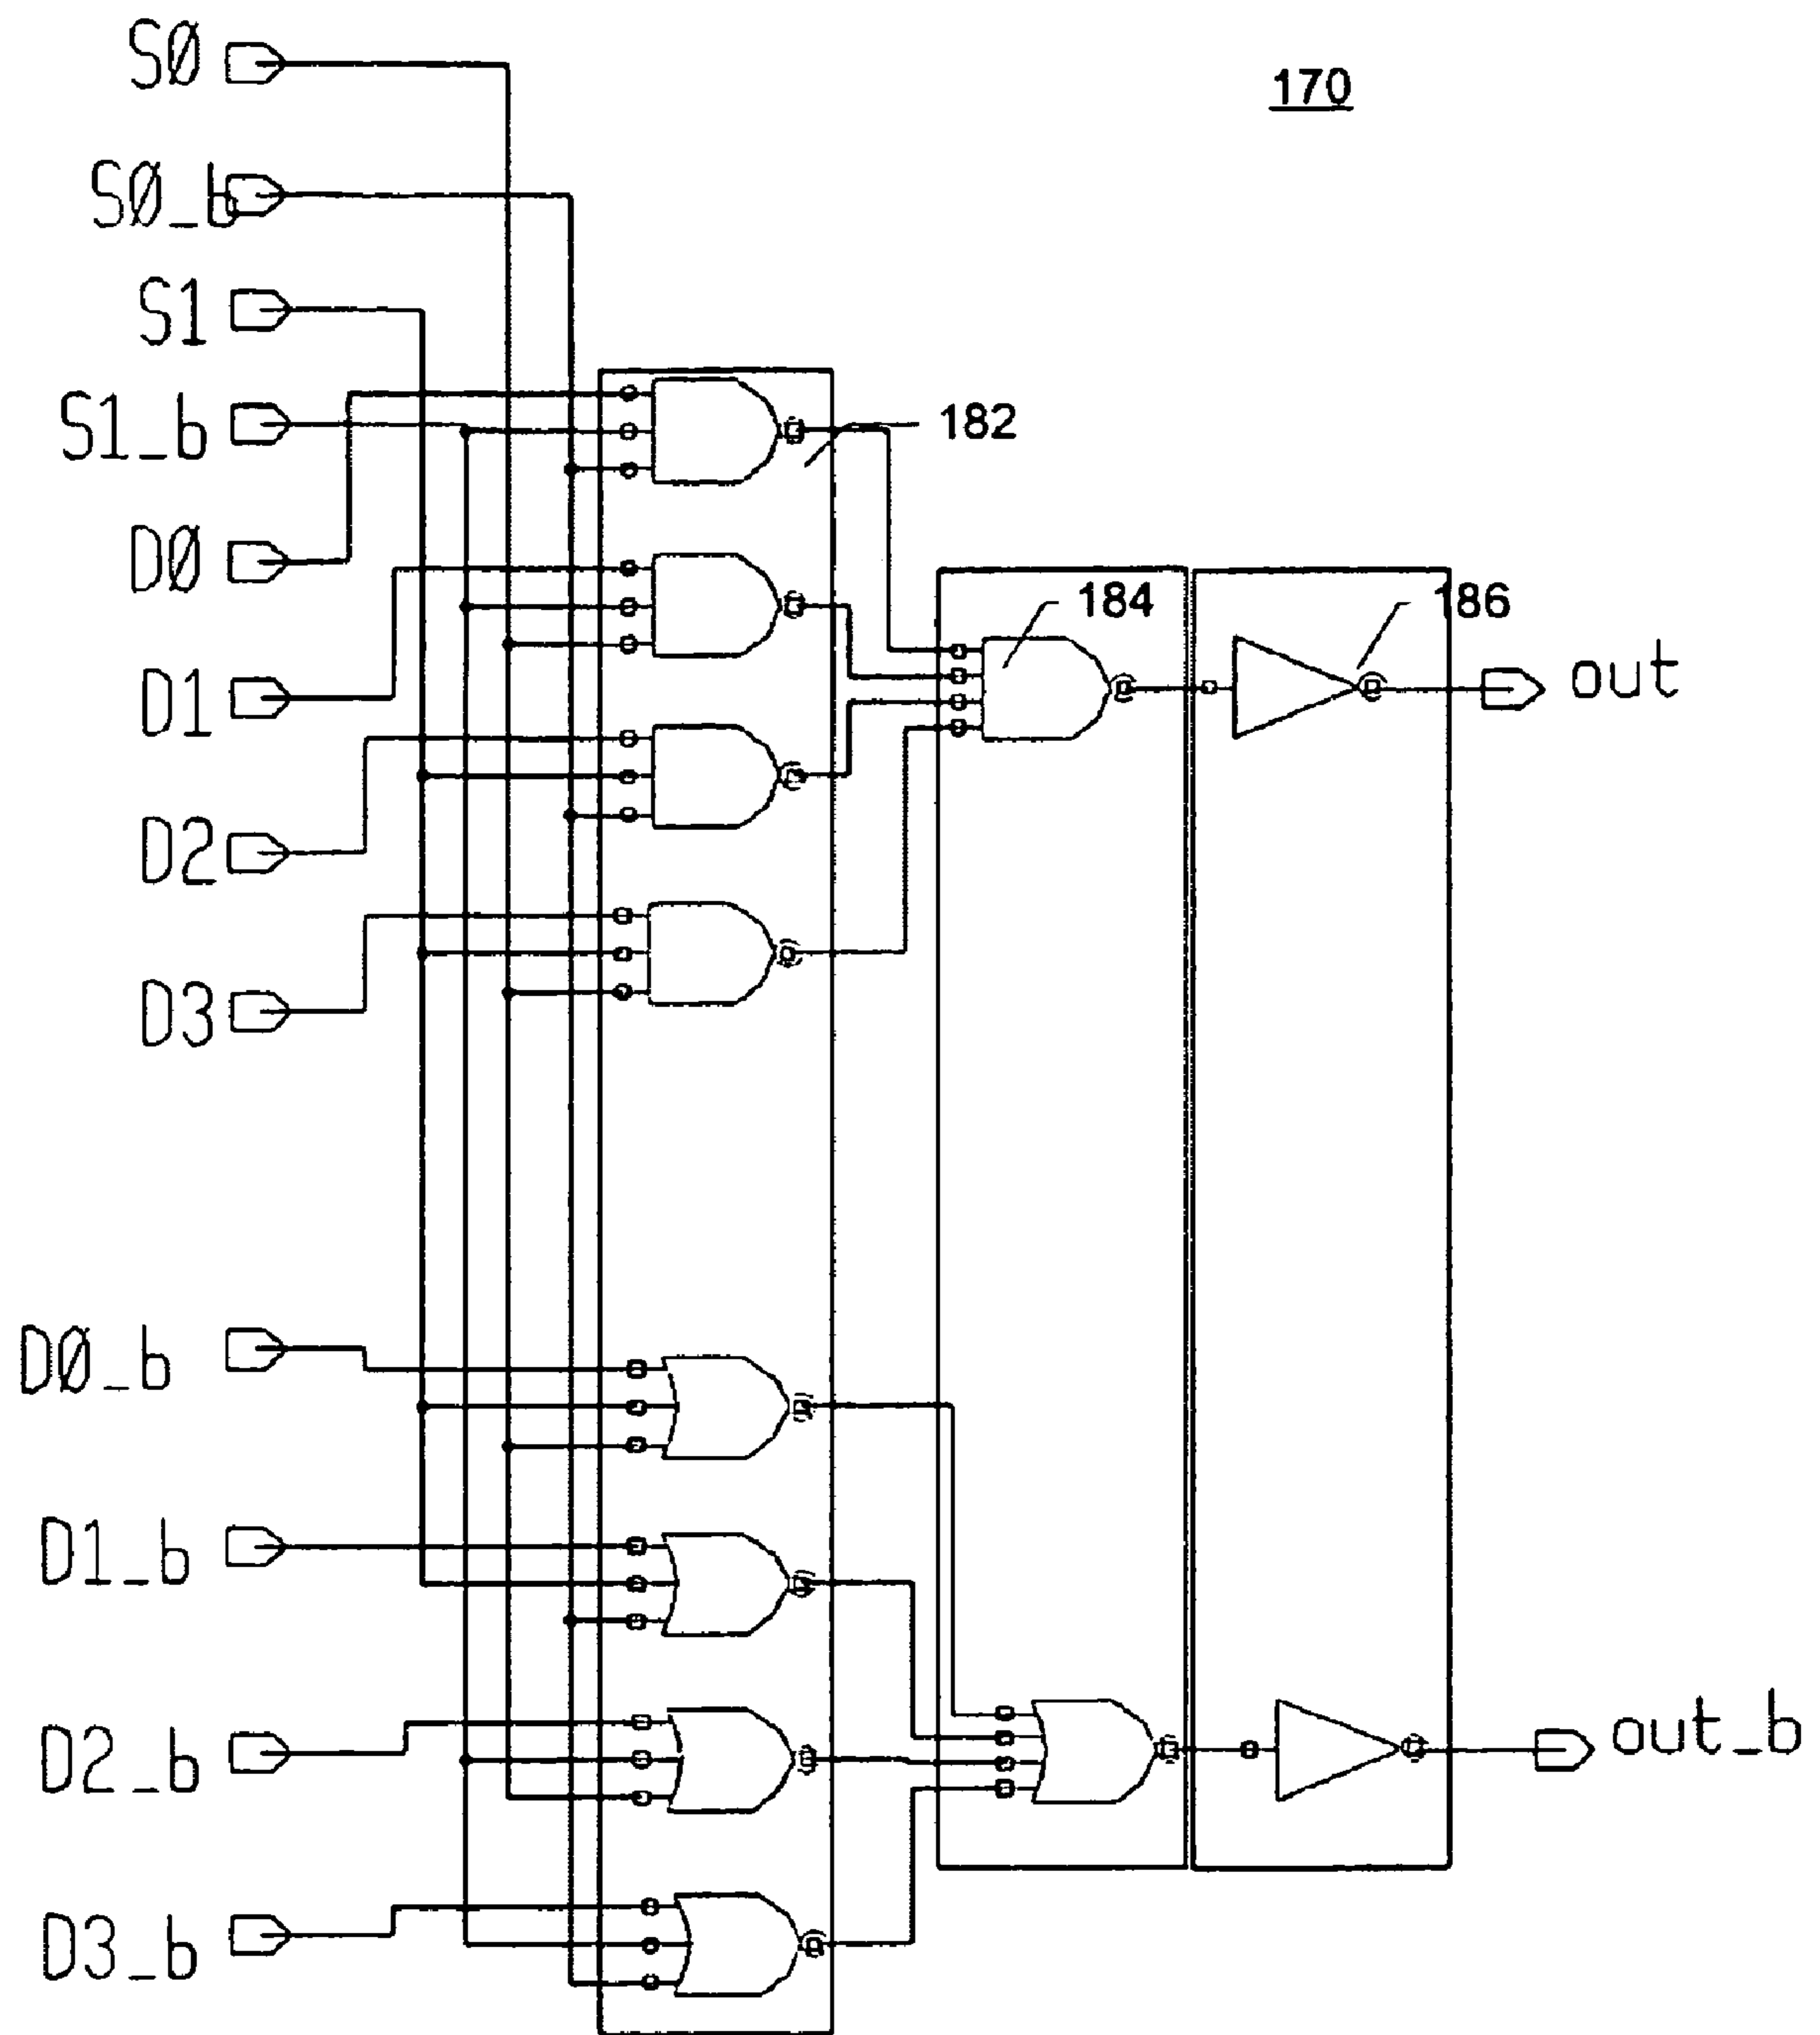 SØ
170
SØ_b
S1
S1_b
182
DØ
184
186
D1
out
D2
D3
DØ_b
D1_b
D2_b
out_b
D3_b